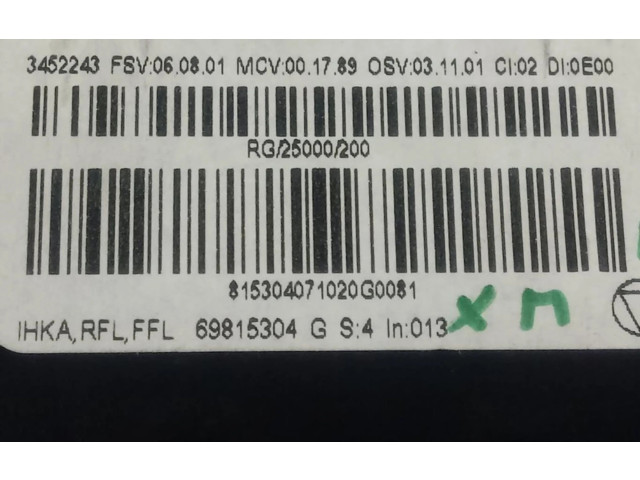 3452243 FSV:06.08.01 MCV:00.17.89 OSV:03.11.01 CI:02 DI:0E00
RG/25000/200
815304071020G0081
IHKA,RFL,FFL 69815304 G S:4 In:013 X M